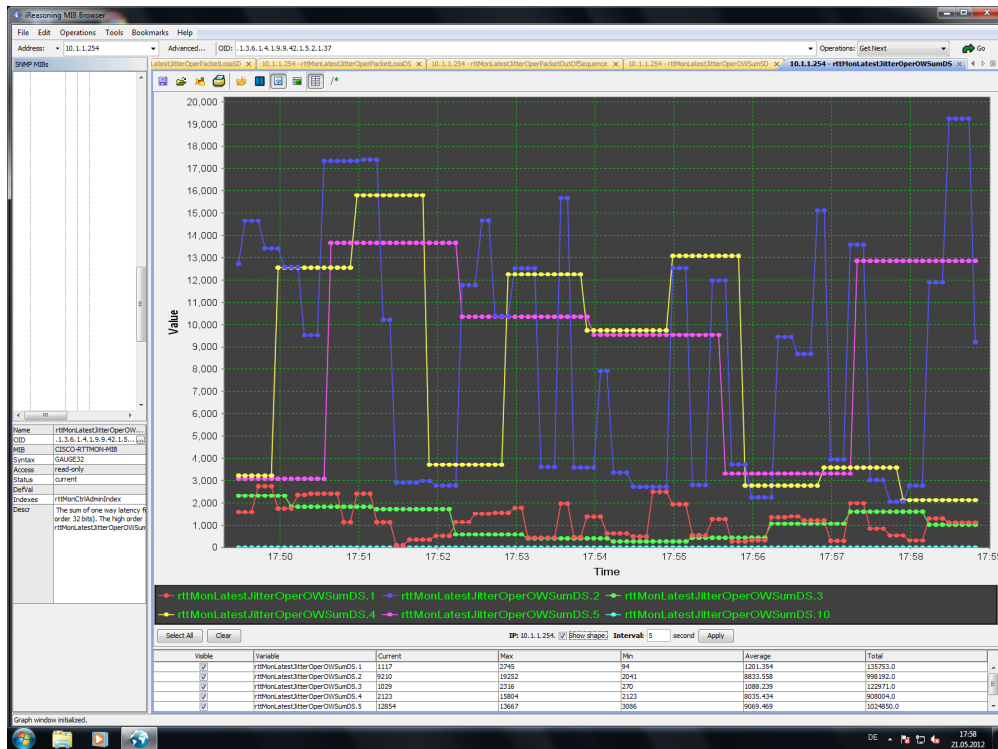 iReasoning MIB Browser
File Edit Operations Tools Bookmarks Help
Address: 10.1.1.254 Advanced... OID: .1.3.6.1.4.1.9.9.42.1.5.2.1.37 Operations: Get Next Go
SNMP MIBs
LatestJitterOperPacketLossSD 10.1.1.254 - rttMonLatestJitterOperPacketLossDS 10.1.1.254 - rttMonLatestJitterOperPacketOutOfSequence 10.1.1.254 - rttMonLatestJitterOperOWSumSD 10.1.1.254 - rttMonLatestJitterOperOWSumDS
/*
20,000
19,000
18,000
17,000
16,000
15,000
14,000
13,000
12,000
11,000
10,000
9,000
8,000
7,000
6,000
5,000
4,000
3,000
2,000
1,000
0
Value
17:50 17:51 17:52 17:53 17:54 17:55 17:56 17:57 17:58 17:59
Time
rttMonLatestJitterOperOWSumDS.1 rttMonLatestJitterOperOWSumDS.2 rttMonLatestJitterOperOWSumDS.3
rttMonLatestJitterOperOWSumDS.4 rttMonLatestJitterOperOWSumDS.5 rttMonLatestJitterOperOWSumDS.10
Name rttMonLatestJitterOperOW...
OID .1.3.6.1.4.1.9.9.42.1.5... ...
MIB CISCO-RTTMON-MIB
Syntax GAUGE32
Access read-only
Status current
DefVal
Indexes rttMonCtrlAdminIndex
Descr The sum of one way latency
order 32 bits). The high order
rttMonLatestJitterOperOWSum
Select All Clear IP: 10.1.1.254. Show shape. Interval: 5 second Apply
Visible Variable Current Max Min Average Total
rttMonLatestJitterOperOWSumDS.1 1117 2745 94 1201.354 135753.0
rttMonLatestJitterOperOWSumDS.2 9210 19252 2041 8833.558 998192.0
rttMonLatestJitterOperOWSumDS.3 1029 2316 270 1088.239 122971.0
rttMonLatestJitterOperOWSumDS.4 2123 15804 2123 8035.434 908004.0
rttMonLatestJitterOperOWSumDS.5 12854 13667 3086 9069.469 1024850.0
Graph window initialized.
DE 17:58
21.05.2012